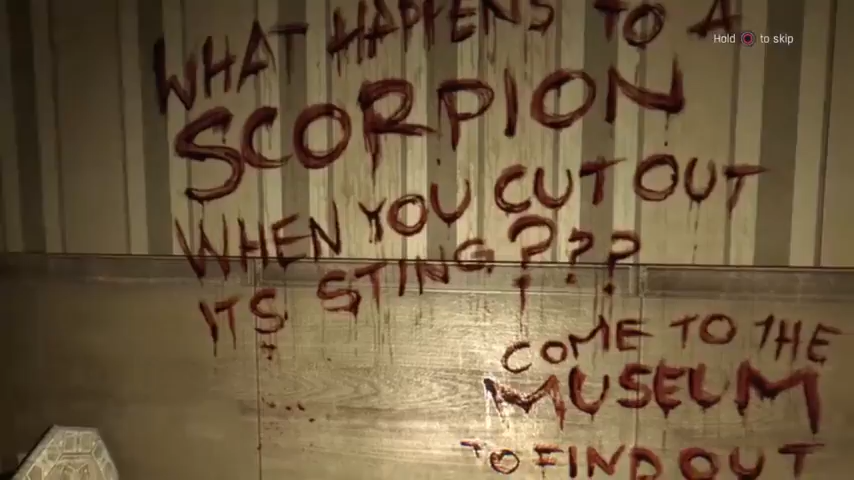 WHAT HAPPENS TO A
Hold to skip
SCORPION
WHEN YOU CUT OUT
ITS STING???
COME TO THE
MUSEUM
TO FIND OUT